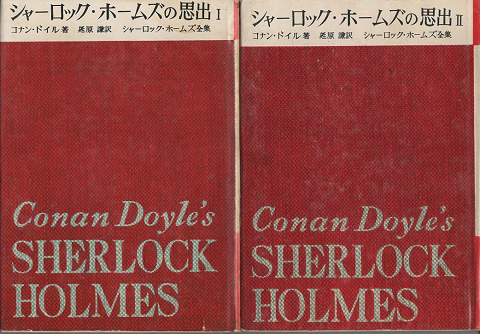 シャーロック・ホームズの思出 I
コナン・ドイル著 延原 謙訳 シャーロック・ホームズ全集
Conan Doyle's
SHERLOCK
HOLMES
シャーロック・ホームズの思出 II
コナン・ドイル著 延原 謙訳 シャーロック・ホームズ全集
Conan Doyle's
SHERLOCK
HOLMES